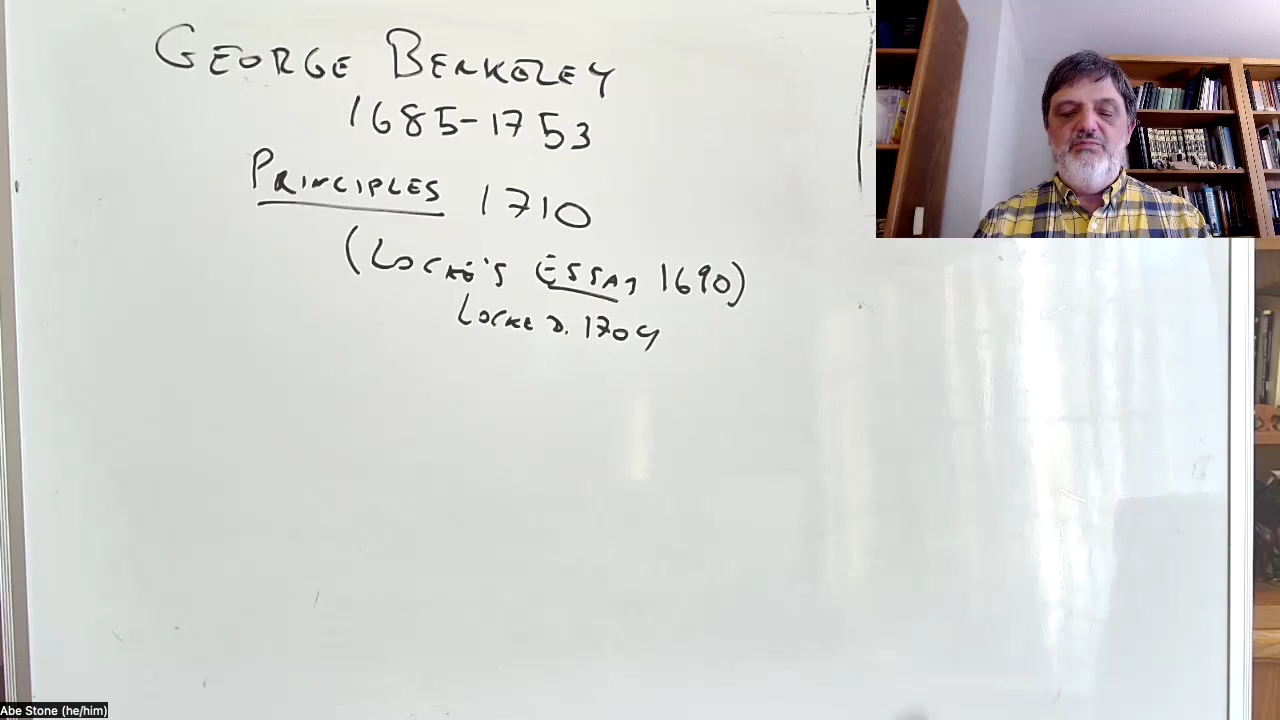 GEORGE BERKELEY
1685-1753
PRINCIPLES 1710
(LOCKE'S ESSAY 1690)
LOCKE D. 1704
Abe Stone (he/him)